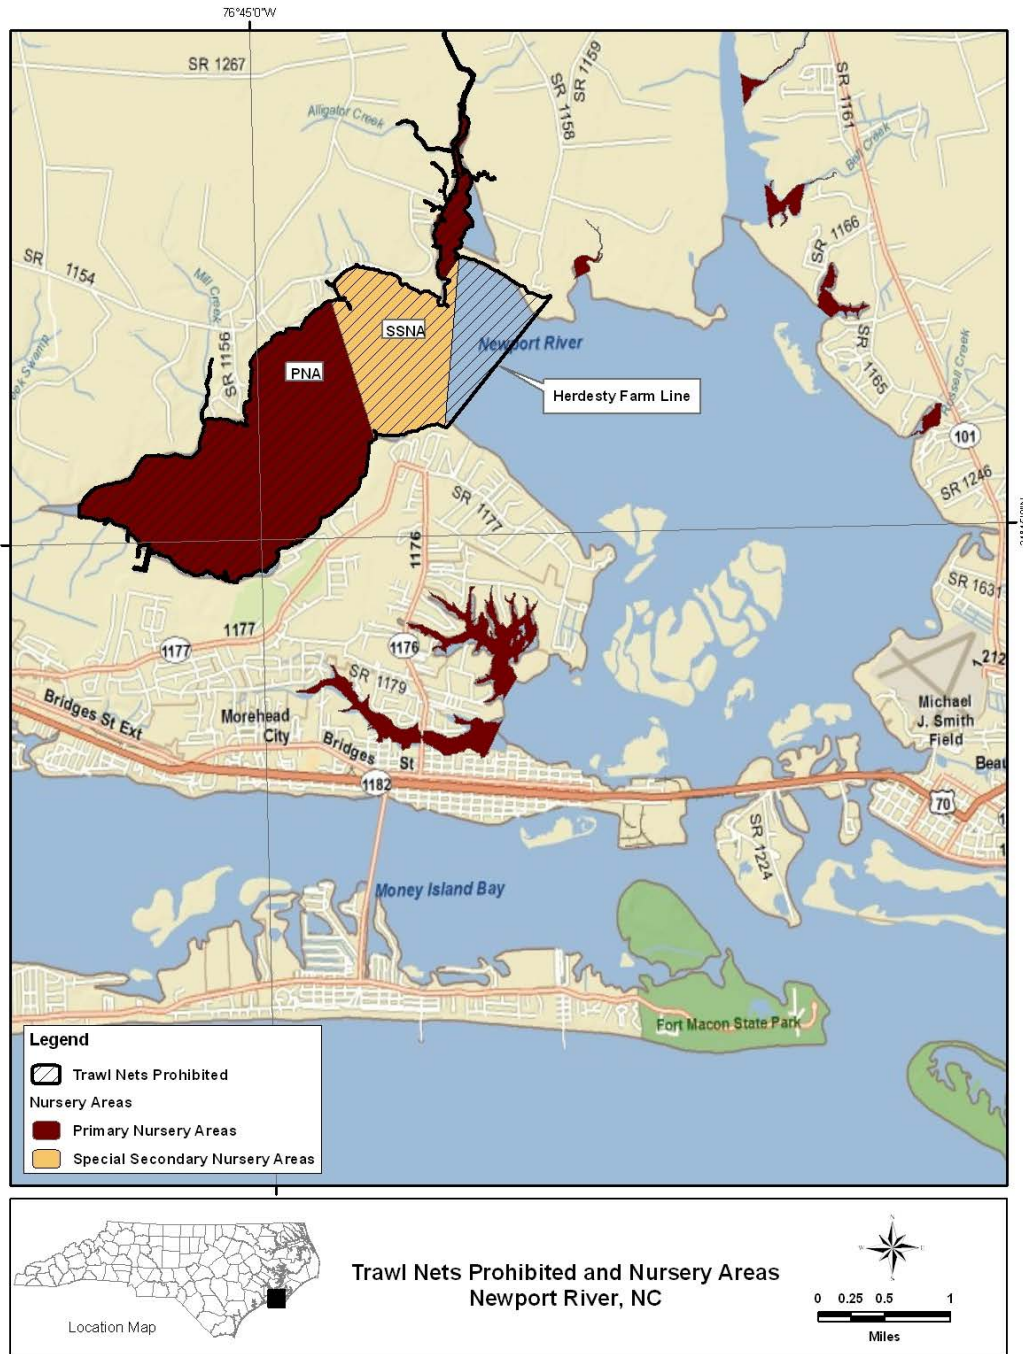 76°45'0"W
SR 1267
SR 1159
SR 1158
SR 1161
Alligator Creek
Bell Creek
SR 1166
SR 1154
Mill Creek
SR 1156
SSNA
PNA
Newport River
Herdesty Farm Line
SR 1165
Russell Creek
101
SR 1246
SR 1177
1176
SR 1631
1177
1177
1176
SR 1179
1212
Bridges St Ext
Morehead
City
Bridges
St
Michael
J. Smith
Field
Beau
1182
70
SR 1224
Money Island Bay
Fort Macon State Park
Legend
Trawl Nets Prohibited
Nursery Areas
Primary Nursery Areas
Special Secondary Nursery Areas
Location Map
Trawl Nets Prohibited and Nursery Areas
Newport River, NC
N
W
E
S
0 0.25 0.5 1
Miles